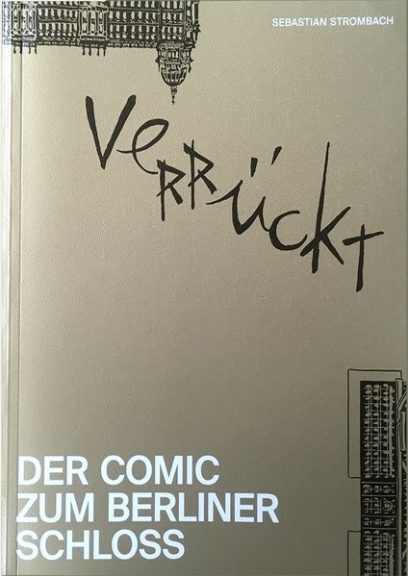 SEBASTIAN STROMBACH
VeRRückt
DER COMIC
ZUM BERLINER
SCHLOSS